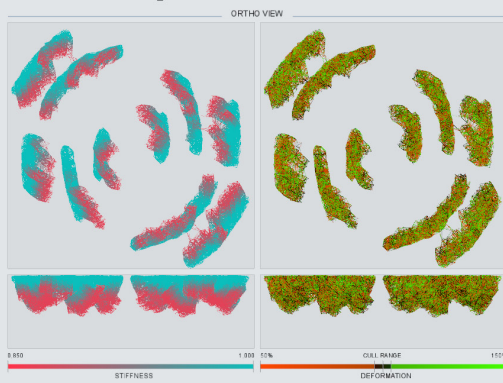 ORTHO VIEW
0.850 1.000 50% CULL RANGE 150%
STIFFNESS DEFORMATION